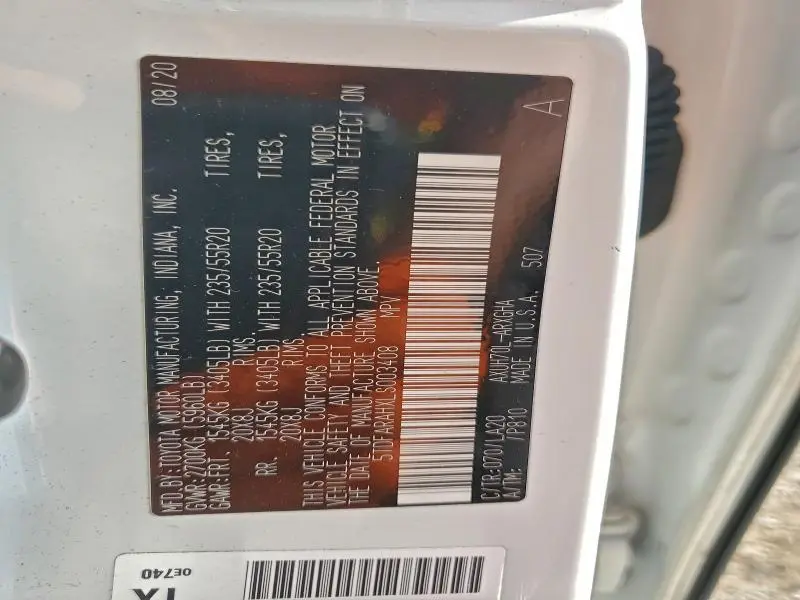 MFD.BY:TOYOTA MOTOR MANUFACTURING, INDIANA, INC. 08/20
GVWR:2700KG (5960LB)
GAWR:FRT. 1545KG (3405LB) WITH 235/55R20 TIRES,
20X8J RIMS,
RR. 1545KG (3405LB) WITH 235/55R20 TIRES,
20X8J RIMS.
THIS VEHICLE CONFORMS TO ALL APPLICABLE FEDERAL MOTOR
VEHICLE SAFETY AND THEFT PREVENTION STANDARDS IN EFFECT ON
THE DATE OF MANUFACTURE SHOWN ABOVE.
5TDFARAHXLS003408 MPV
C/TR:070/LA20 AXUH70L-ARXGHA
A/TM: /P810 MADE IN U.S.A. 507
A
0E740